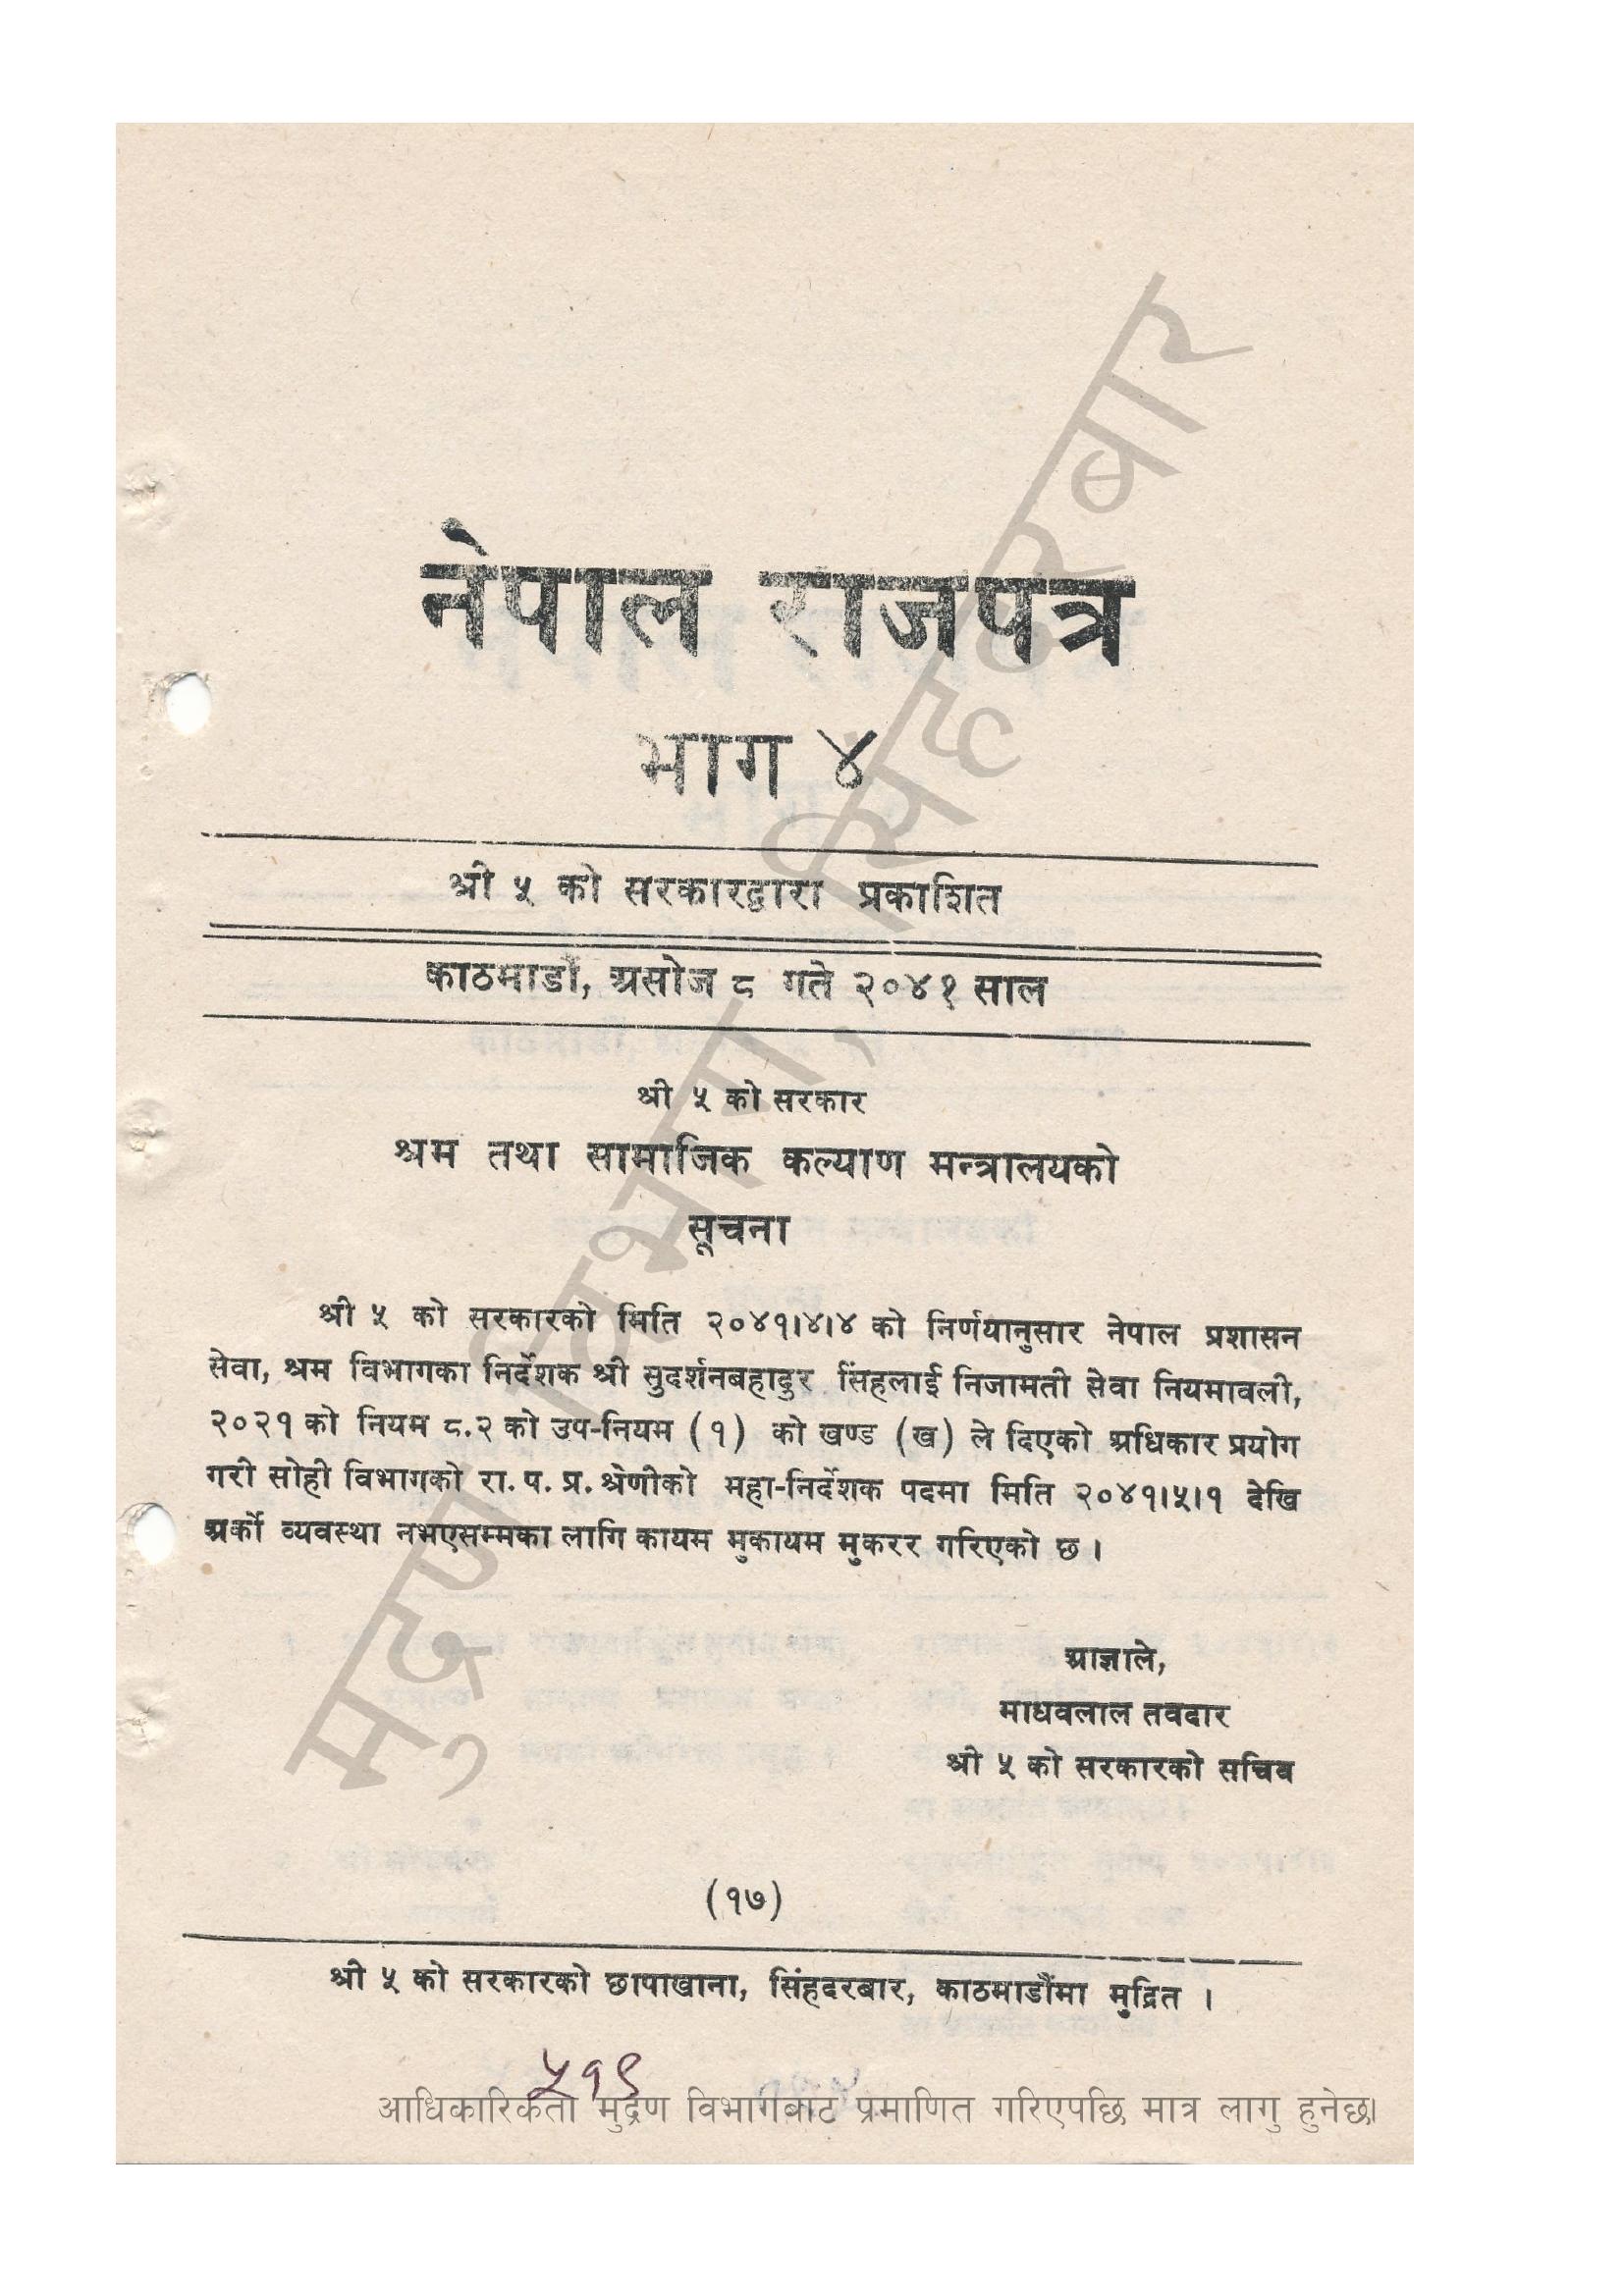 नेपाल राजपत्र
भाग ४
श्री ५ को सरकारद्वारा प्रकाशित
काठमाडौं, असोज ८ गते २०४१ साल
श्री ५ को सरकार
श्रम तथा सामाजिक कल्याण मन्त्रालयको
सूचना
श्री ५ को सरकारको मिति २०४१।४।४ को निर्णयानुसार नेपाल प्रशासन
सेवा, श्रम विभागका निर्देशक श्री सुदर्शनबहादुर सिंहलाई निजामती सेवा नियमावली,
२०२१ को नियम ८.२ को उप-नियम (१) को खण्ड (ख) ले दिएको अधिकार प्रयोग
गरी सोही विभागको रा. प. प्र. श्रेणीको महा-निर्देशक पदमा मिति २०४१।५।१ देखि
अर्को व्यवस्था नभएसम्मका लागि कायम मुकायम मुकरर गरिएको छ ।
आज्ञाले,
माधवलाल तवदार
श्री ५ को सरकारको सचिव
(१७)
श्री ५ को सरकारको छापाखाना, सिंहदरबार, काठमाडौंमा मुद्रित ।
५१९
आधिकारिकता मुद्रण विभागबाट प्रमाणित गरिएपछि मात्र लागु हुनेछ।
मुद्रण विभाग, सिंहदरबार